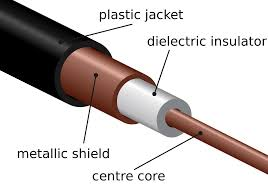 plastic jacket
dielectric insulator
metallic shield
centre core